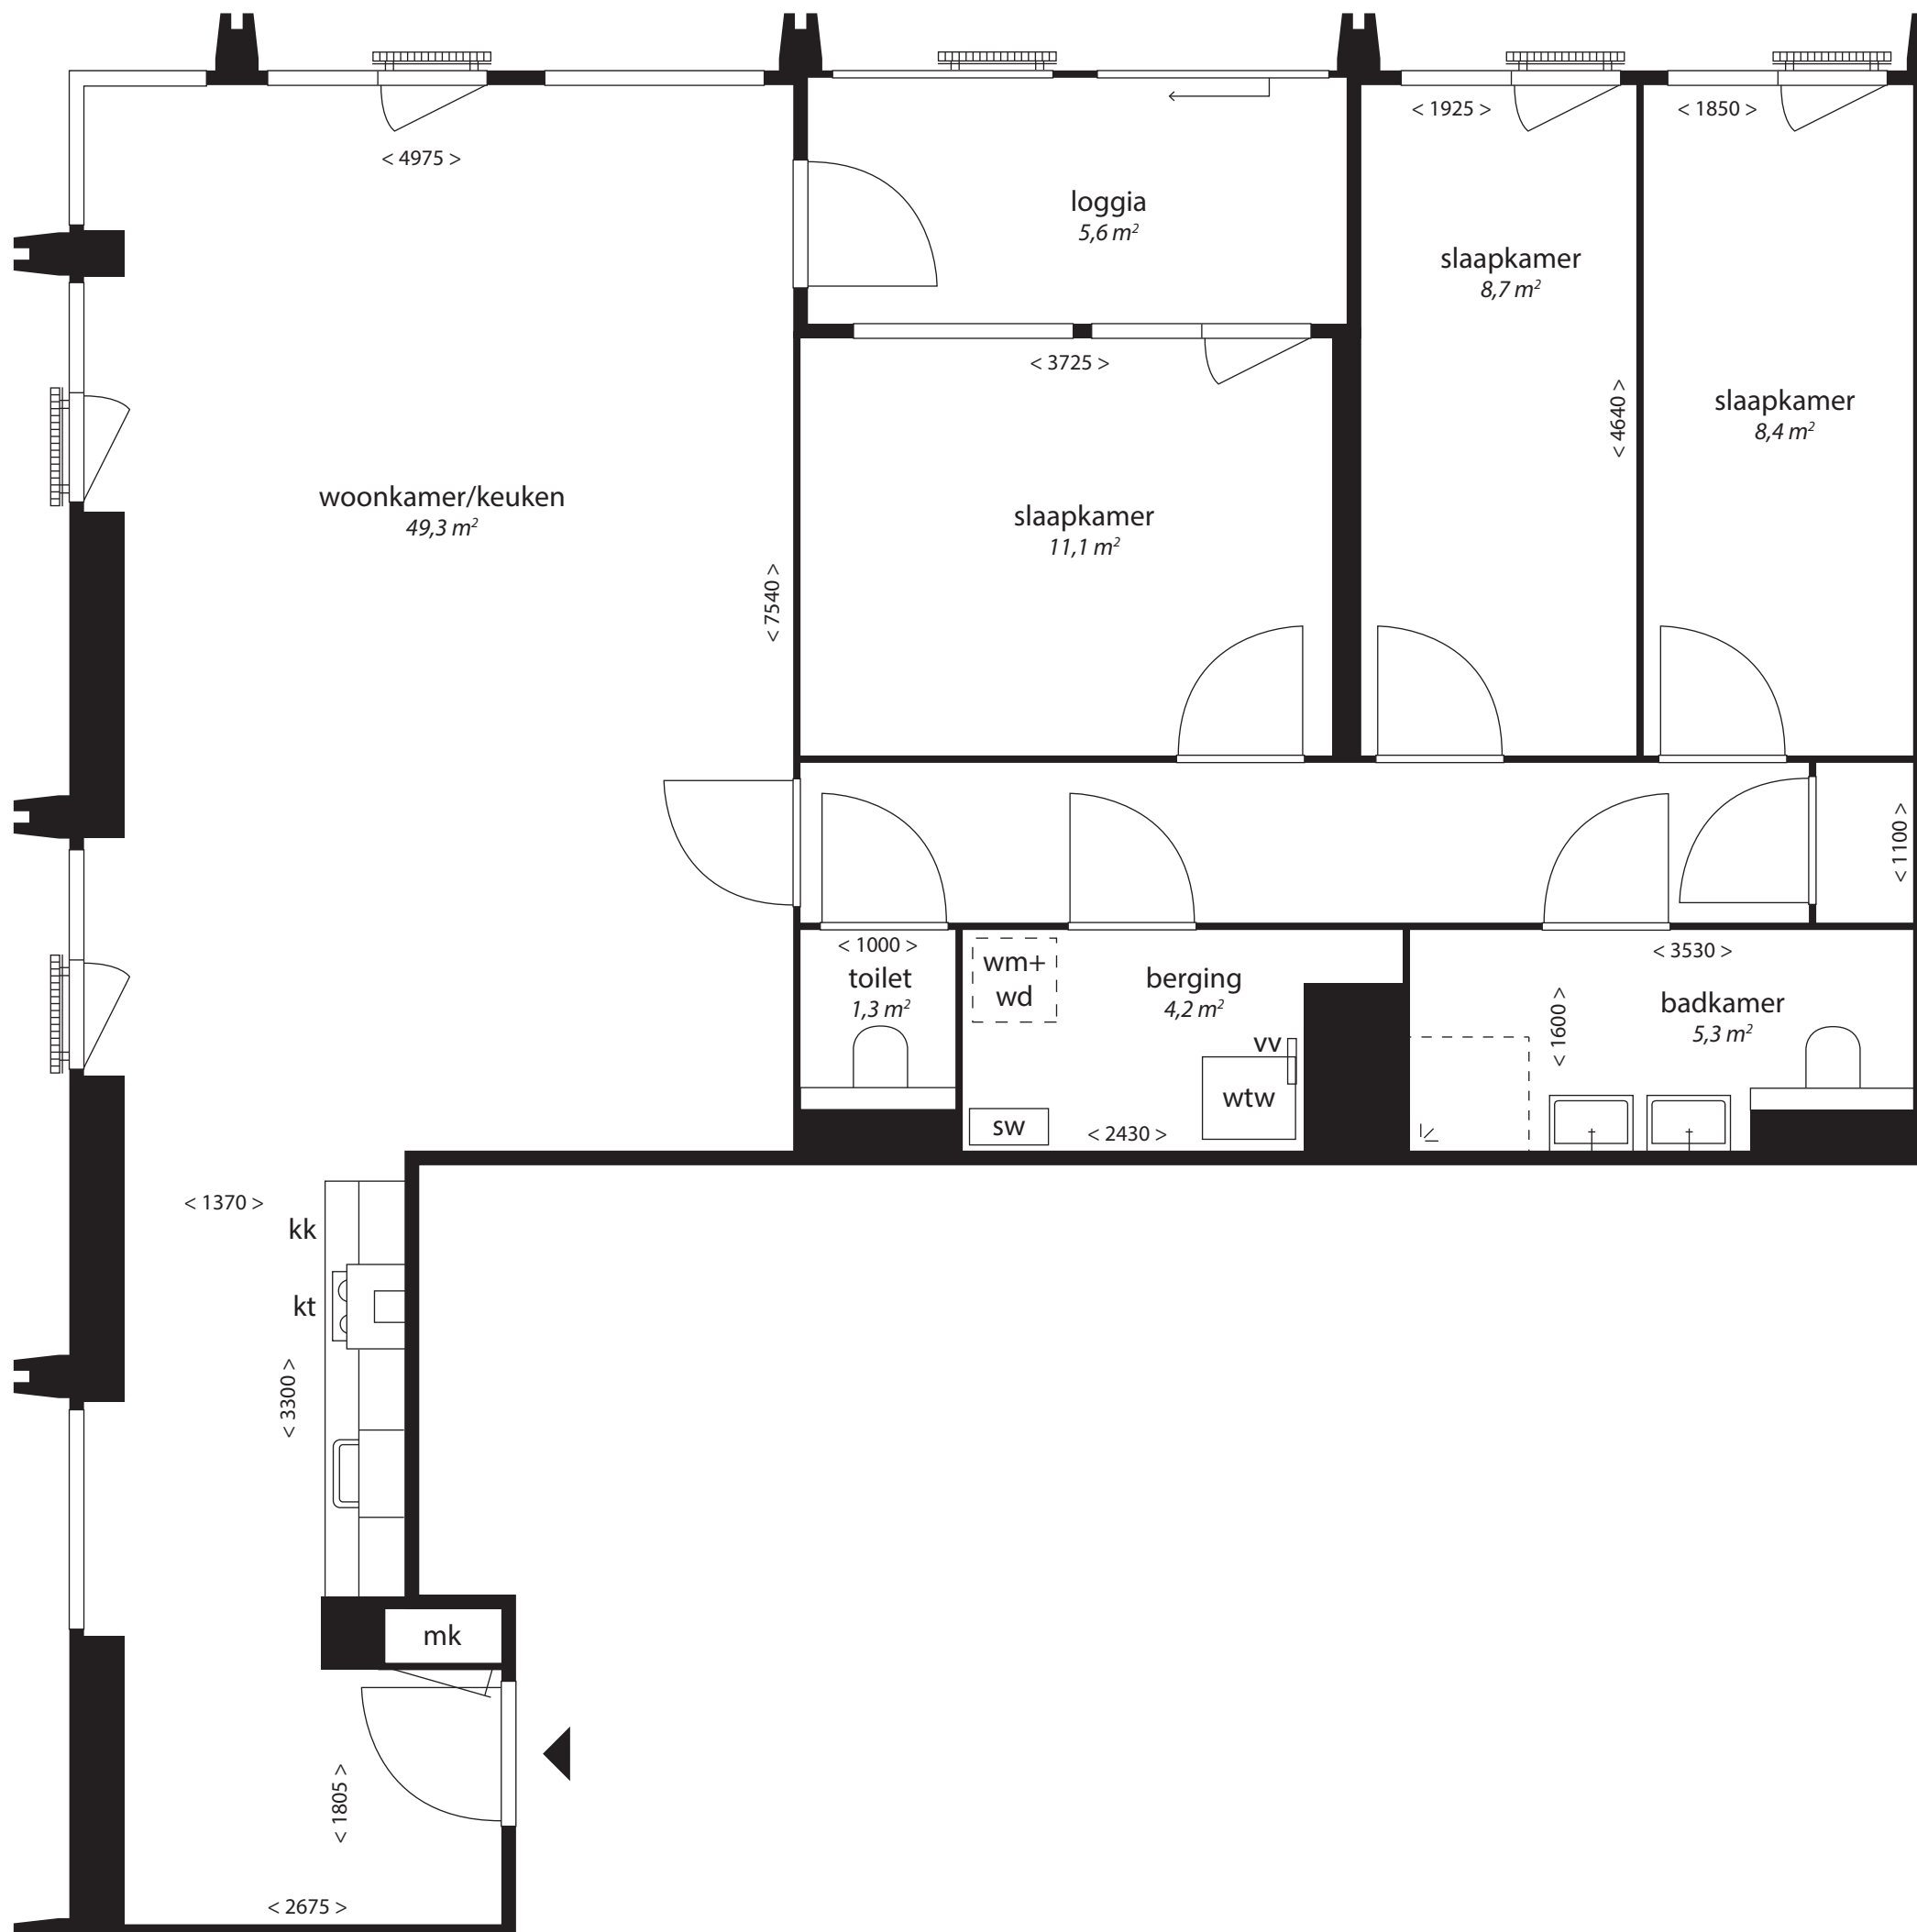 < 1925 >
< 1850 >
< 4975 >
loggia
5,6 m²
slaapkamer
8,7 m²
< 3725 >
< 4640 >
slaapkamer
8,4 m²
woonkamer/keuken
49,3 m²
slaapkamer
11,1 m²
< 7540 >
< 1100 >
< 1000 >
toilet
1,3 m²
wm+
wd
berging
4,2 m²
< 3530 >
badkamer
5,3 m²
< 1600 >
vv
wtw
sw
< 2430 >
< 1370 >
kk
kt
< 3300 >
mk
< 1805 >
< 2675 >